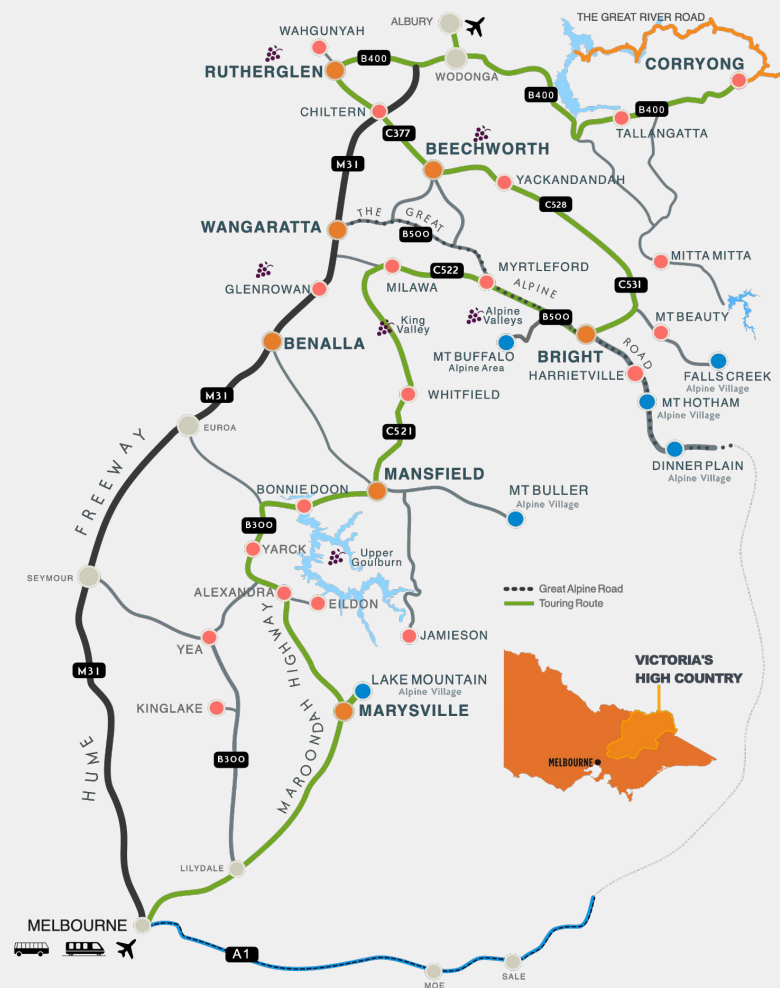 ALBURY
THE GREAT RIVER ROAD
WAHGUNYAH
B400
CORRYONG
RUTHERGLEN
WODONGA
B400
B400
CHILTERN
TALLANGATTA
C377
BEECHWORTH
M31
YACKANDANDAH
C528
THE GREAT
WANGARATTA
B500
MITTA MITTA
MYRTLEFORD
C522
GLENROWAN
MILAWA
ALPINE
C531
King
Valley
Alpine
Valleys
B500
MT BEAUTY
BENALLA
MT BUFFALO
Alpine Area
BRIGHT
ROAD
HARRIETVILLE
FALLS CREEK
Alpine Village
M31
WHITFIELD
MT HOTHAM
Alpine Village
EUROA
C521
FREEWAY
DINNER PLAIN
Alpine Village
MANSFIELD
BONNIE DOON
MT BULLER
Alpine Village
B300
YARCK
Upper
Goulburn
SEYMOUR
ALEXANDRA
EILDON
Great Alpine Road
Touring Route
YEA
JAMIESON
M31
LAKE MOUNTAIN
Alpine Village
VICTORIA'S
HIGH COUNTRY
KINGLAKE
MARYSVILLE
MAROONDAH HIGHWAY
B300
HUME
MELBOURNE
LILYDALE
MELBOURNE
A1
MOE
SALE